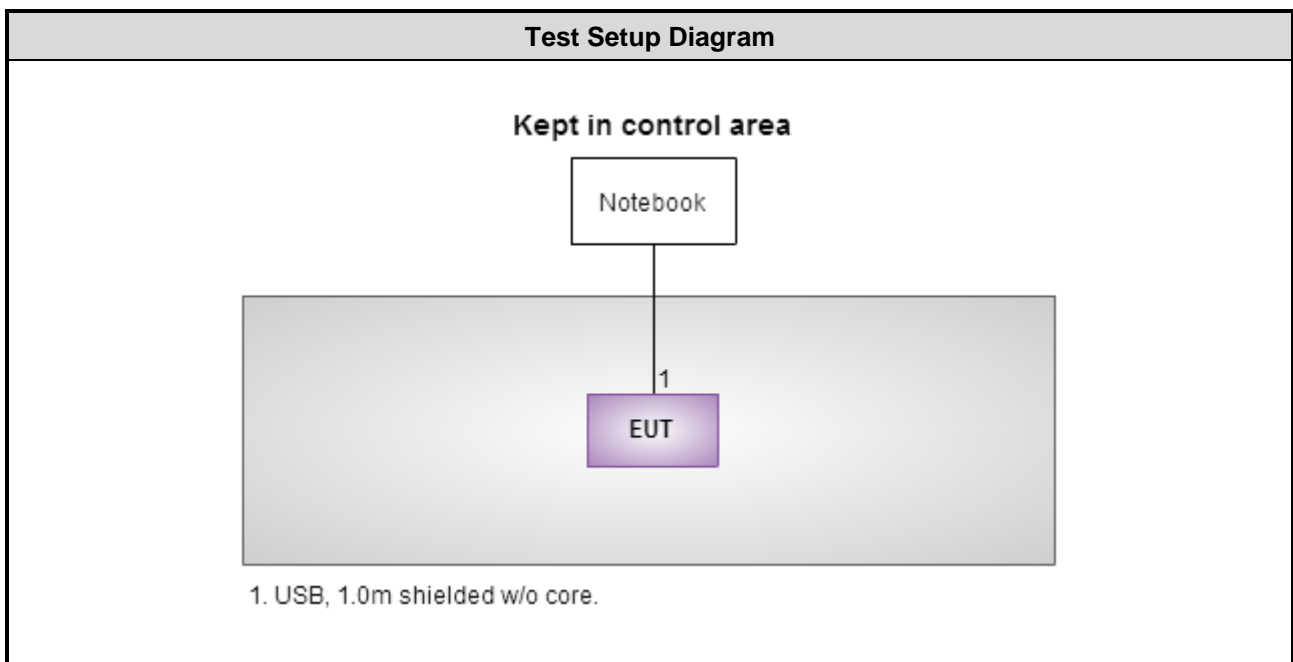 Test Setup Diagram
Kept in control area
Notebook
1
EUT
1. USB, 1.0m shielded w/o core.